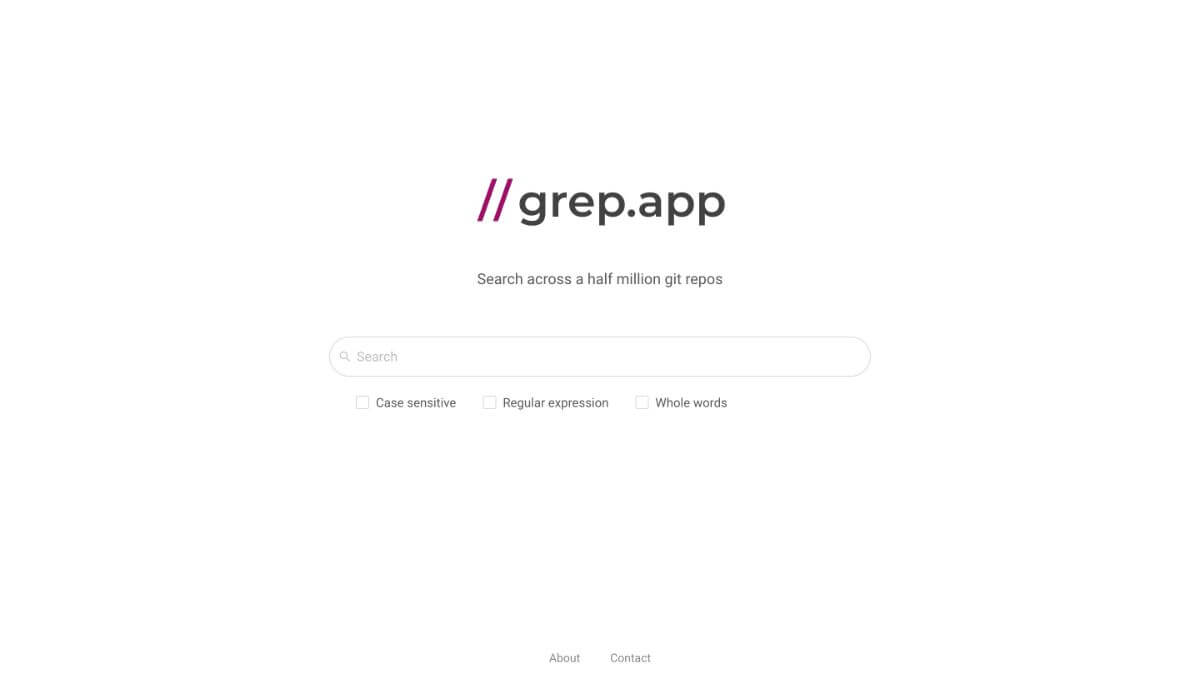 //grep.app
Search across a half million git repos
Search
Case sensitive Regular expression Whole words
About Contact